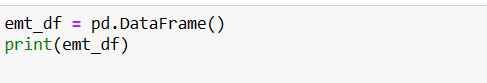 emt_df = pd.DataFrame()
print(emt_df)